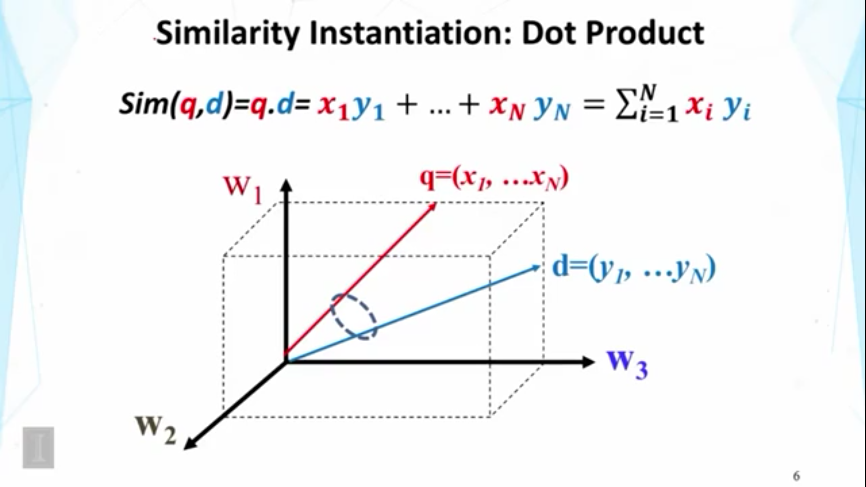 Similarity Instantiation: Dot Product
Sim(q,d)=q.d= x₁y₁ + ... + x_N y_N = ∑ᵢ₌₁ᴺ xᵢ yᵢ
W₁
q=(x₁, …x_N)
d=(y₁, …y_N)
W₃
W₂
I
6